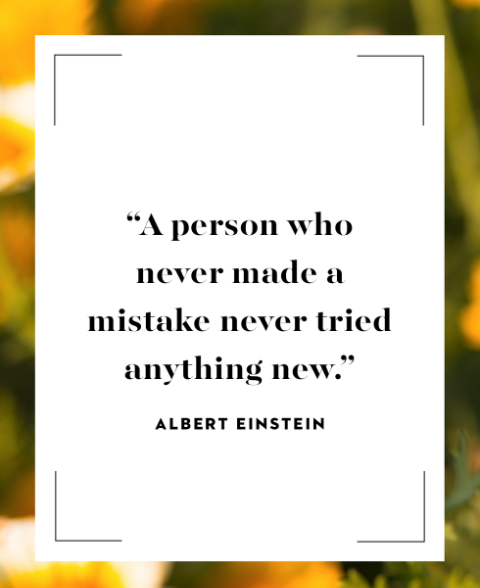 “A person who
never made a
mistake never tried
anything new.”
ALBERT EINSTEIN